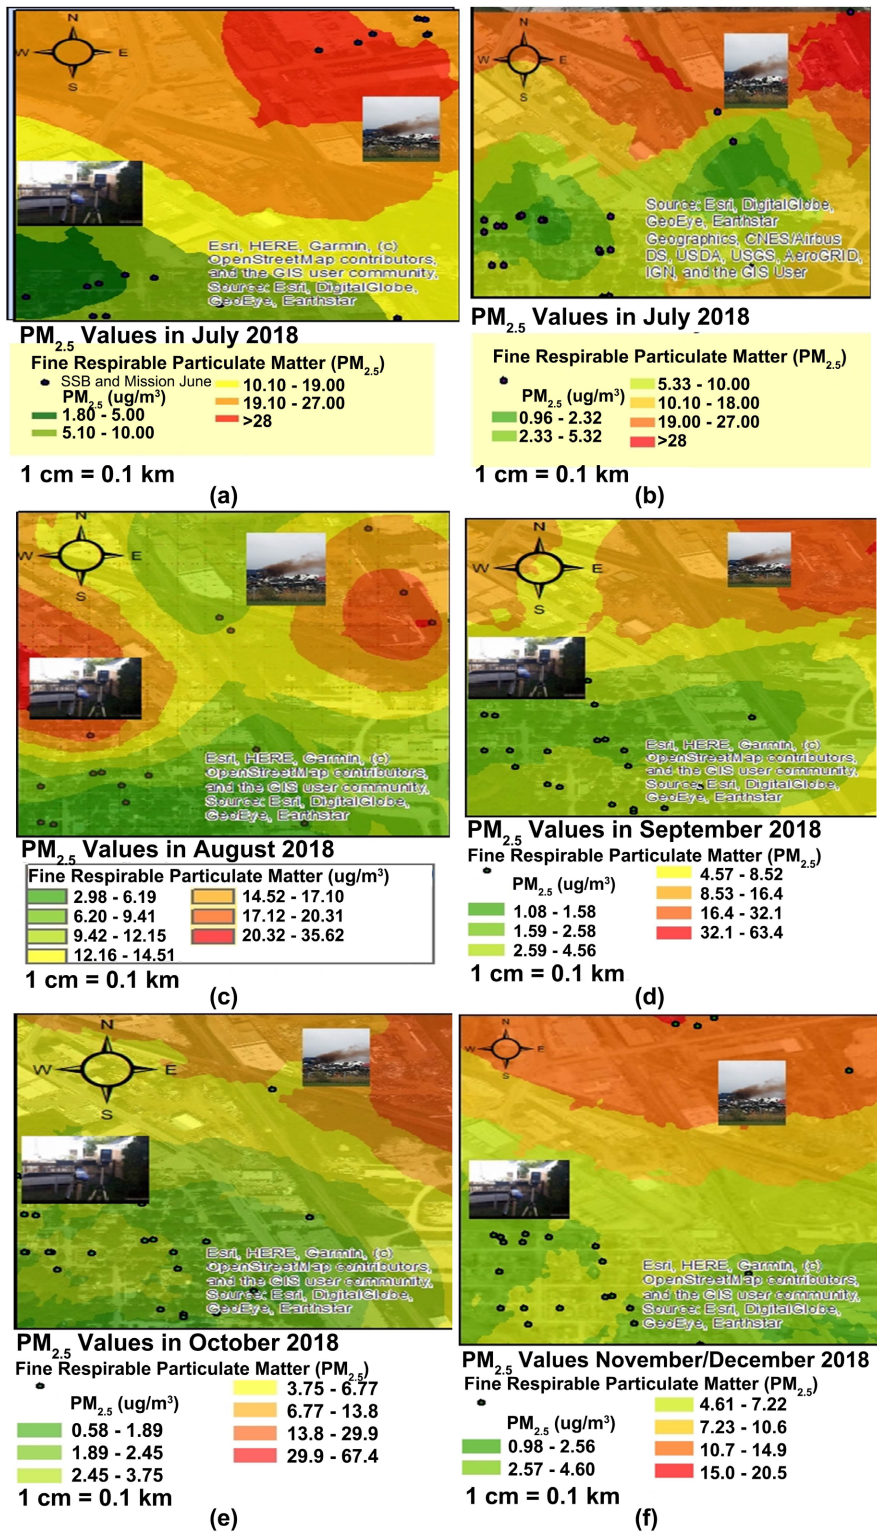 N
W E
S
Esri, HERE, Garmin, (c)
OpenStreetMap contributors,
and the GIS user community,
Source: Esri, DigitalGlobe,
GeoEye, Earthstar
PM2.5 Values in July 2018
Fine Respirable Particulate Matter (PM2.5)
SSB and Mission June
PM2.5 (ug/m³)
1.80 - 5.00
5.10 - 10.00
10.10 - 19.00
19.10 - 27.00
>28
1 cm = 0.1 km
(a)
N
W E
S
Source: Esri, DigitalGlobe,
GeoEye, Earthstar
Geographics, CNES/Airbus
DS, USDA, USGS, AeroGRID,
IGN, and the GIS User
PM2.5 Values in July 2018
Fine Respirable Particulate Matter (PM2.5)
PM2.5 (ug/m³)
0.96 - 2.32
2.33 - 5.32
5.33 - 10.00
10.10 - 18.00
19.00 - 27.00
>28
1 cm = 0.1 km
(b)
N
W E
S
Esri, HERE, Garmin, (c)
OpenStreetMap contributors,
and the GIS user community,
Source: Esri, DigitalGlobe,
GeoEye, Earthstar
PM2.5 Values in August 2018
Fine Respirable Particulate Matter (ug/m³)
2.98 - 6.19
6.20 - 9.41
9.42 - 12.15
12.16 - 14.51
14.52 - 17.10
17.12 - 20.31
20.32 - 35.62
1 cm = 0.1 km
(c)
N
W E
S
Esri, HERE, Garmin, (c)
OpenStreetMap contributors,
and the GIS user community,
Source: Esri, DigitalGlobe,
GeoEye, Earthstar
PM2.5 Values in September 2018
Fine Respirable Particulate Matter (PM2.5)
PM2.5 (ug/m³)
1.08 - 1.58
1.59 - 2.58
2.59 - 4.56
4.57 - 8.52
8.53 - 16.4
16.4 - 32.1
32.1 - 63.4
1 cm = 0.1 km
(d)
N
W E
S
Esri, HERE, Garmin, (c)
OpenStreetMap contributors,
and the GIS user community,
Source: Esri, DigitalGlobe,
GeoEye, Earthstar
PM2.5 Values in October 2018
Fine Respirable Particulate Matter (PM2.5)
PM2.5 (ug/m³)
0.58 - 1.89
1.89 - 2.45
2.45 - 3.75
3.75 - 6.77
6.77 - 13.8
13.8 - 29.9
29.9 - 67.4
1 cm = 0.1 km
(e)
N
W E
S
Esri, HERE, Garmin, (c)
OpenStreetMap contributors,
and the GIS user community,
Source: Esri, DigitalGlobe,
GeoEye, Earthstar
PM2.5 Values November/December 2018
Fine Respirable Particulate Matter (PM2.5)
PM2.5 (ug/m³)
0.98 - 2.56
2.57 - 4.60
4.61 - 7.22
7.23 - 10.6
10.7 - 14.9
15.0 - 20.5
1 cm = 0.1 km
(f)